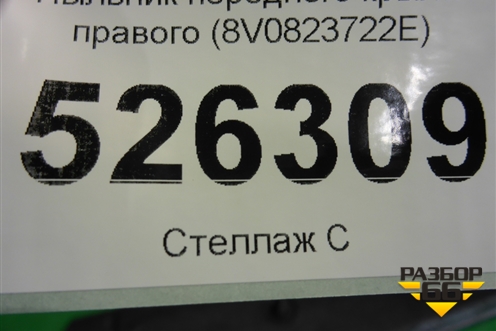 правого (8V0823722E)
526309
Стеллаж С
РАЗБОР
66